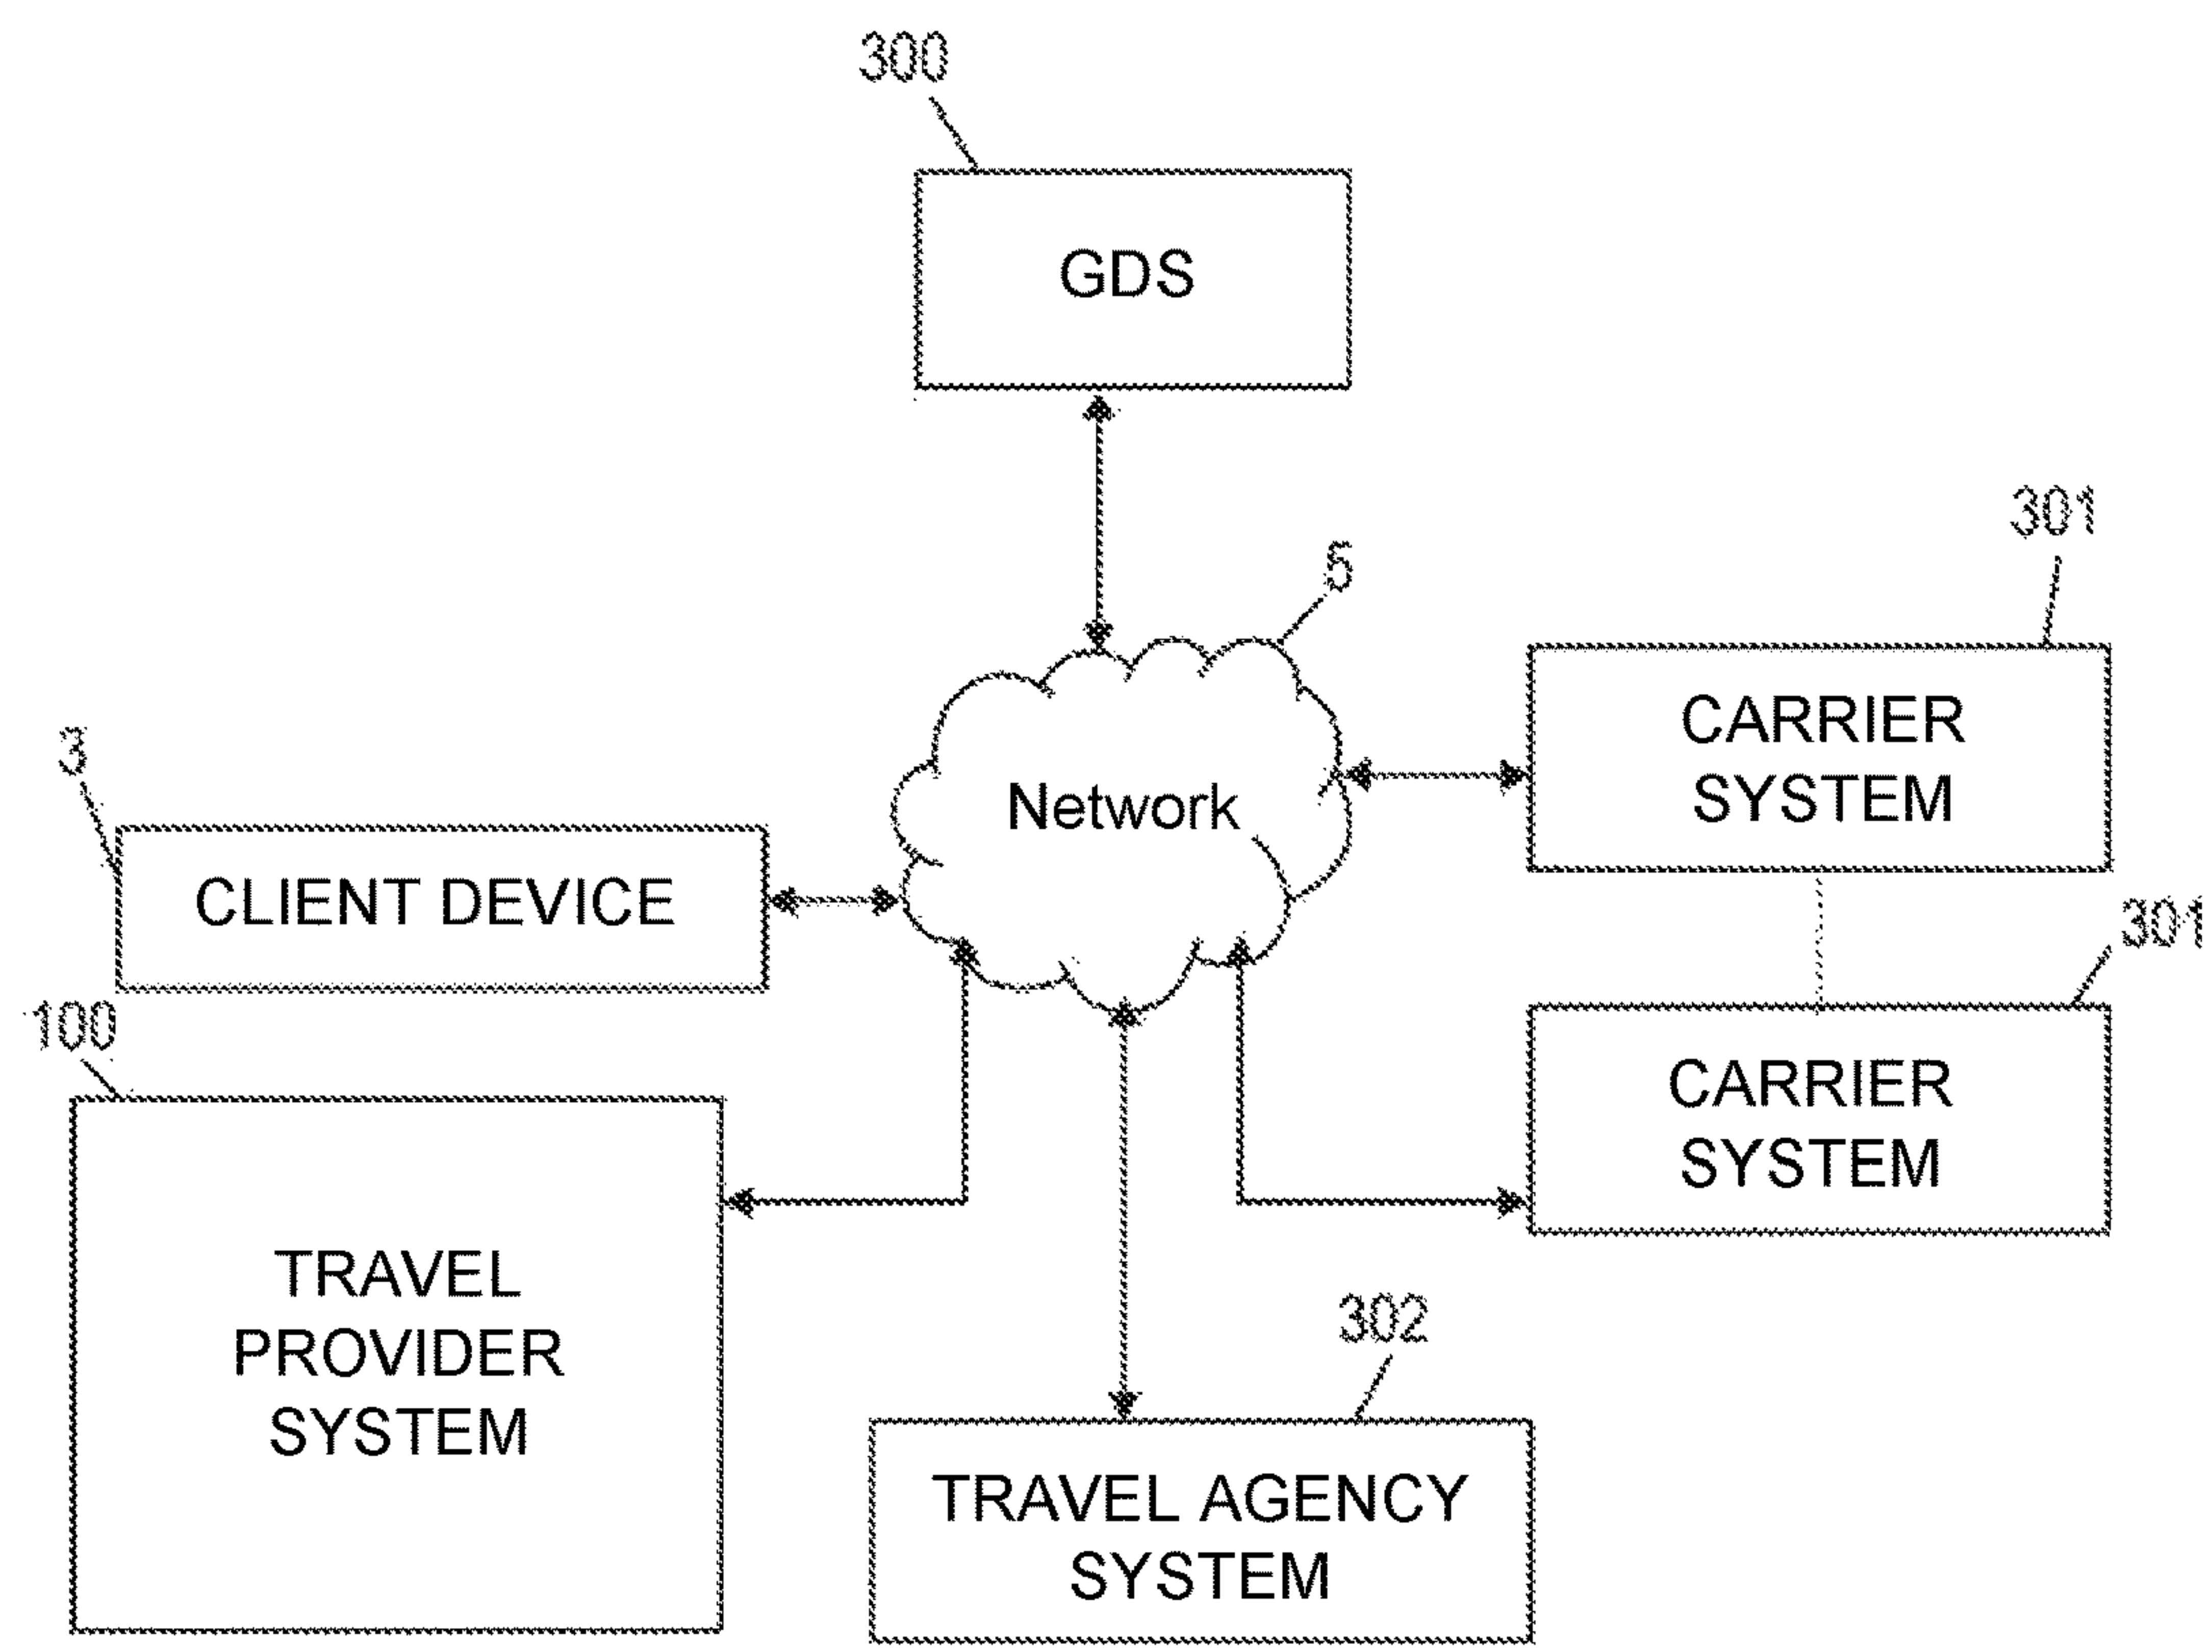 300
GDS
5
301
CARRIER
SYSTEM
Network
3
CLIENT DEVICE
301
100
CARRIER
SYSTEM
TRAVEL
PROVIDER
SYSTEM
302
TRAVEL AGENCY
SYSTEM